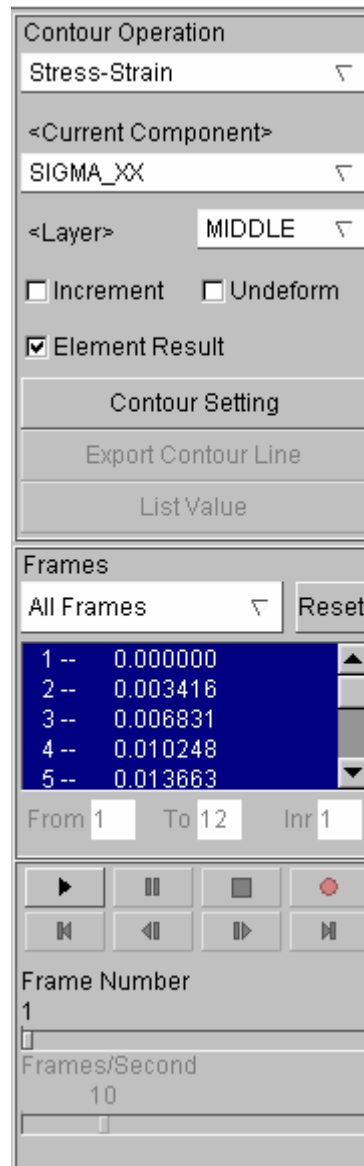 Contour Operation
Stress-Strain
<Current Component>
SIGMA_XX
<Layer> MIDDLE
Increment Undeform
Element Result
Contour Setting
Export Contour Line
List Value
Frames
All Frames Reset
1 -- 0.000000
2 -- 0.003416
3 -- 0.006831
4 -- 0.010248
5 -- 0.013663
From 1 To 12 Inr 1
Frame Number
1
Frames/Second
10